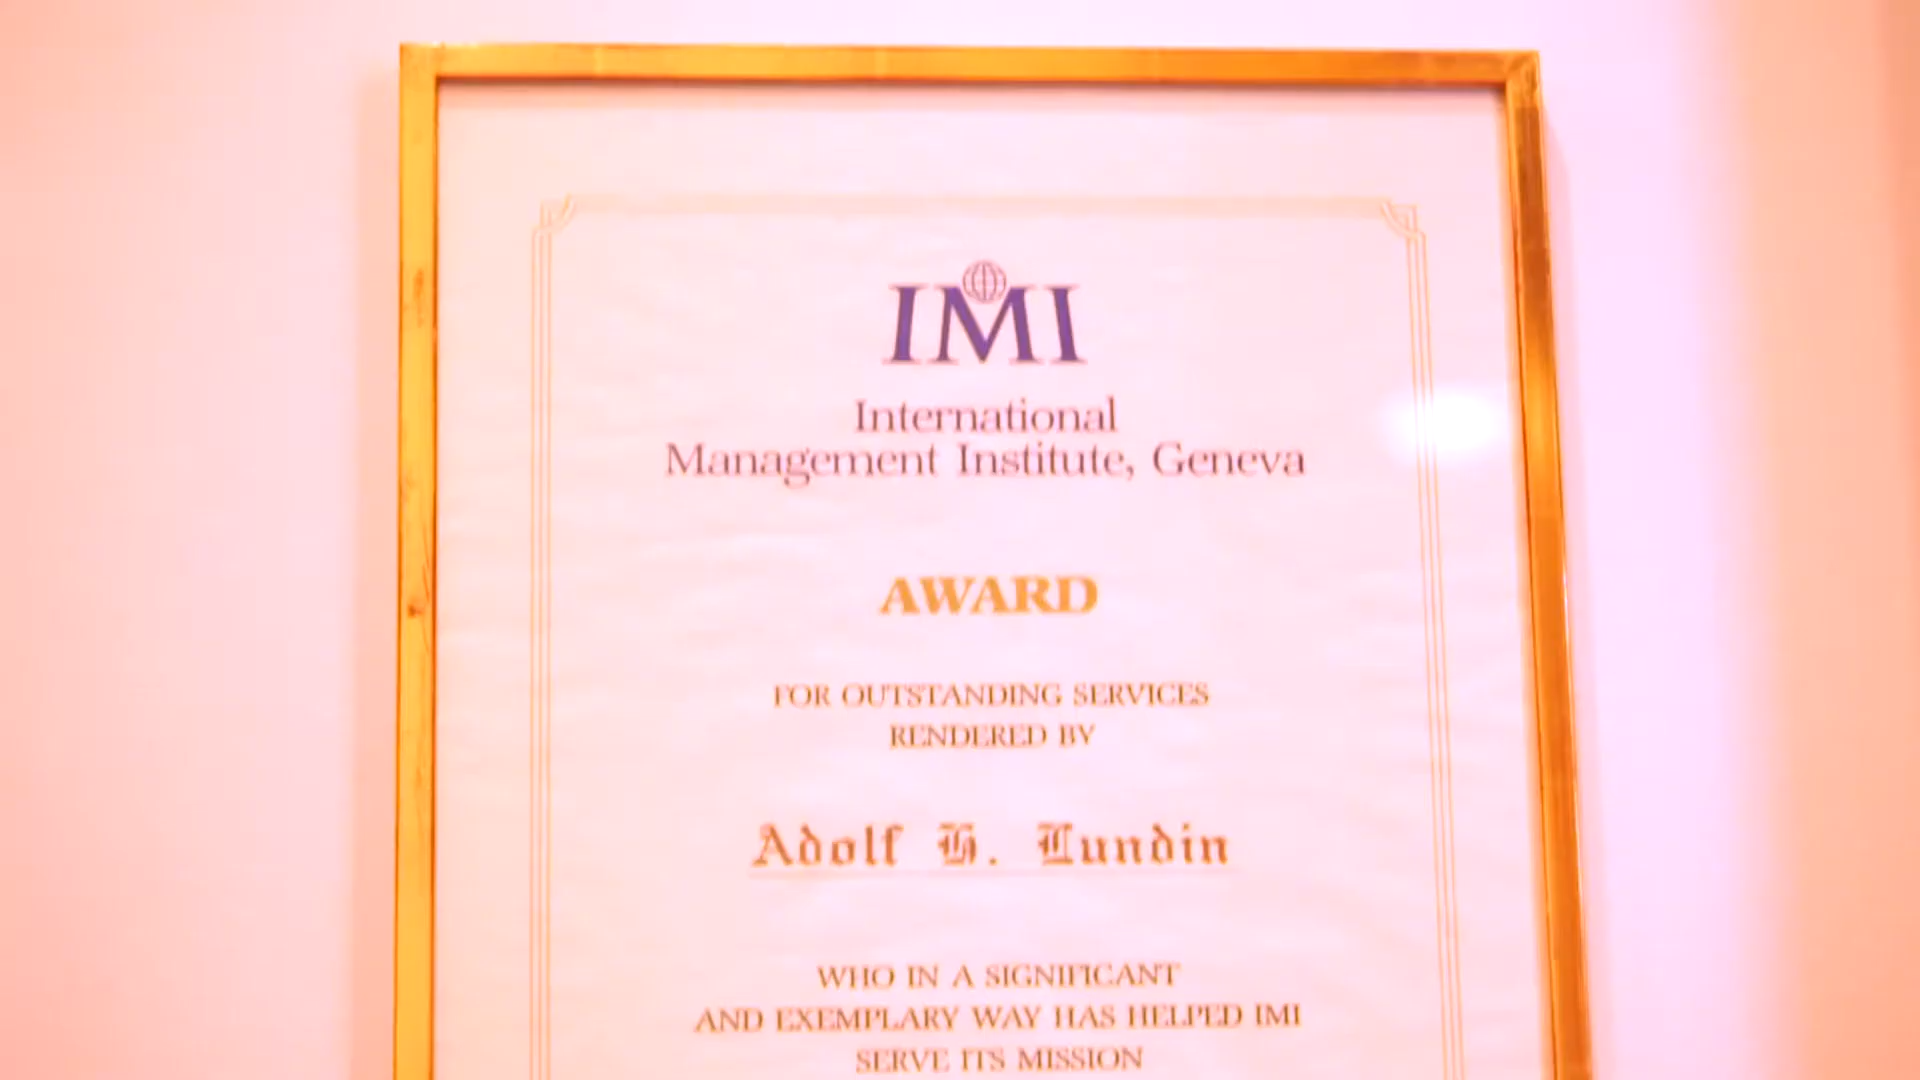 IMI
International
Management Institute, Geneva
AWARD
FOR OUTSTANDING SERVICES
RENDERED BY
Adolf H. Lundin
WHO IN A SIGNIFICANT
AND EXEMPLARY WAY HAS HELPED IMI
SERVE ITS MISSION